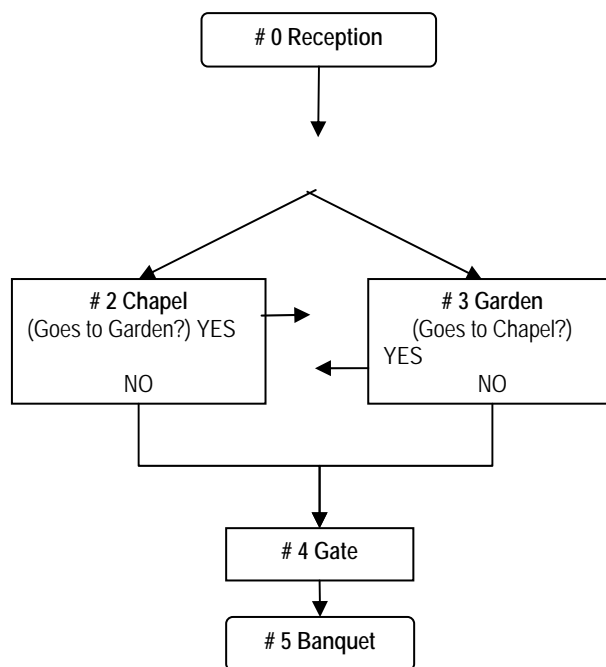 # 0 Reception
# 2 Chapel
(Goes to Garden?) YES
NO
# 3 Garden
(Goes to Chapel?)
YES
NO
# 4 Gate
# 5 Banquet